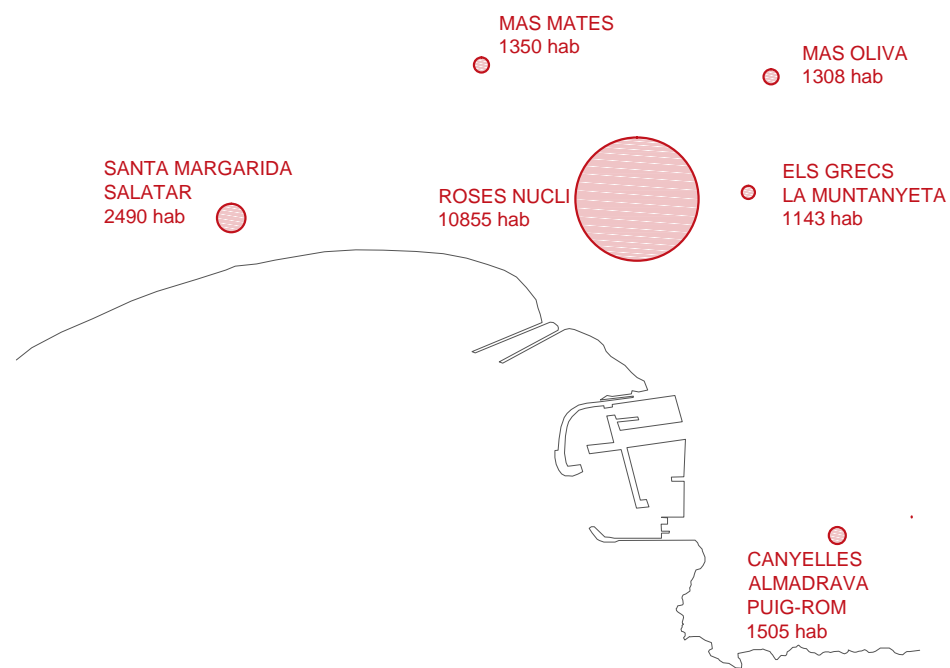 MAS MATES
1350 hab
MAS OLIVA
1308 hab
SANTA MARGARIDA
SALATAR
2490 hab
ROSES NUCLI
10855 hab
ELS GRECS
LA MUNTANYETA
1143 hab
CANYELLES
ALMADRAVA
PUIG-ROM
1505 hab